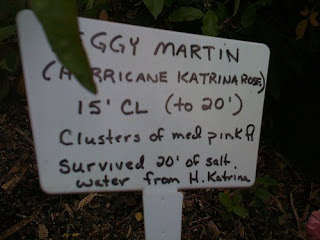 EGGY MARTIN
(HURRICANE KATRINA ROSE)
15' CL (to 20')
Clusters of med pink fl
Survived 20' of salt
water from H. Katrina